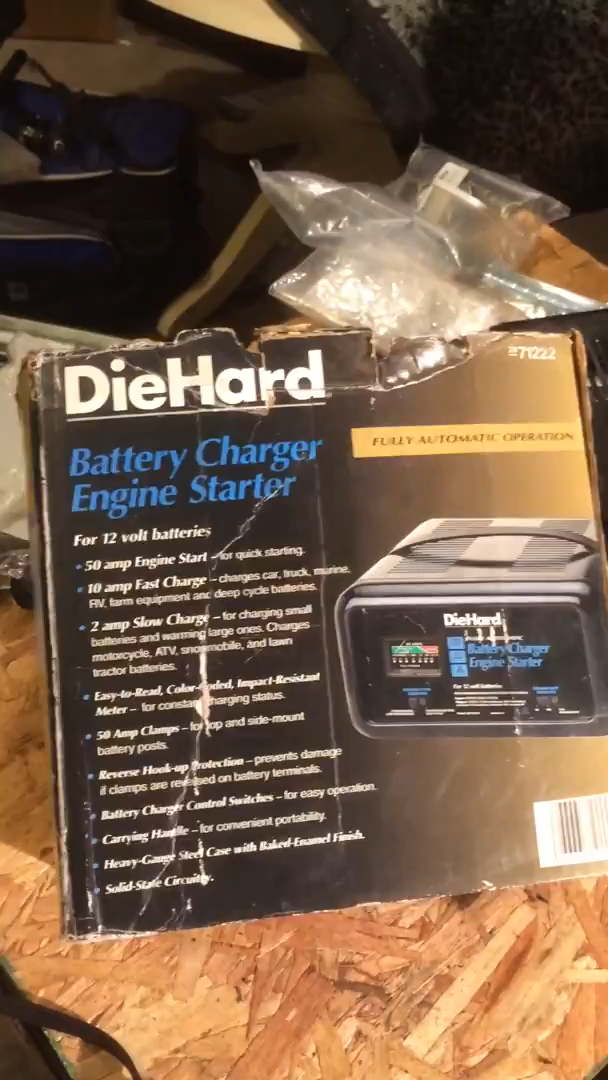 DieHard
71222
Battery Charger
Engine Starter
FULLY AUTOMATIC OPERATION
For 12 volt batteries
• 50 amp Engine Start – for quick starting.
• 10 amp Fast Charge – charges car, truck, marine,
RV, farm equipment and deep cycle batteries.
• 2 amp Slow Charge – for charging small
batteries and warming large ones. Charges
motorcycle, ATV, snowmobile, and lawn
tractor batteries.
• Easy-to-Read, Color-Coded, Impact-Resistant
Meter – for constant charging status.
• 50 Amp Clamps – for top and side-mount
battery posts.
• Reverse Hook-up Protection – prevents damage
if clamps are reversed on battery terminals.
• Battery Charger Control Switches – for easy operation.
• Carrying Handle – for convenient portability.
• Heavy-Gauge Steel Case with Baked-Enamel Finish.
• Solid-State Circuitry.
DieHard
Battery Charger
Engine Starter
For 12 volt batteries